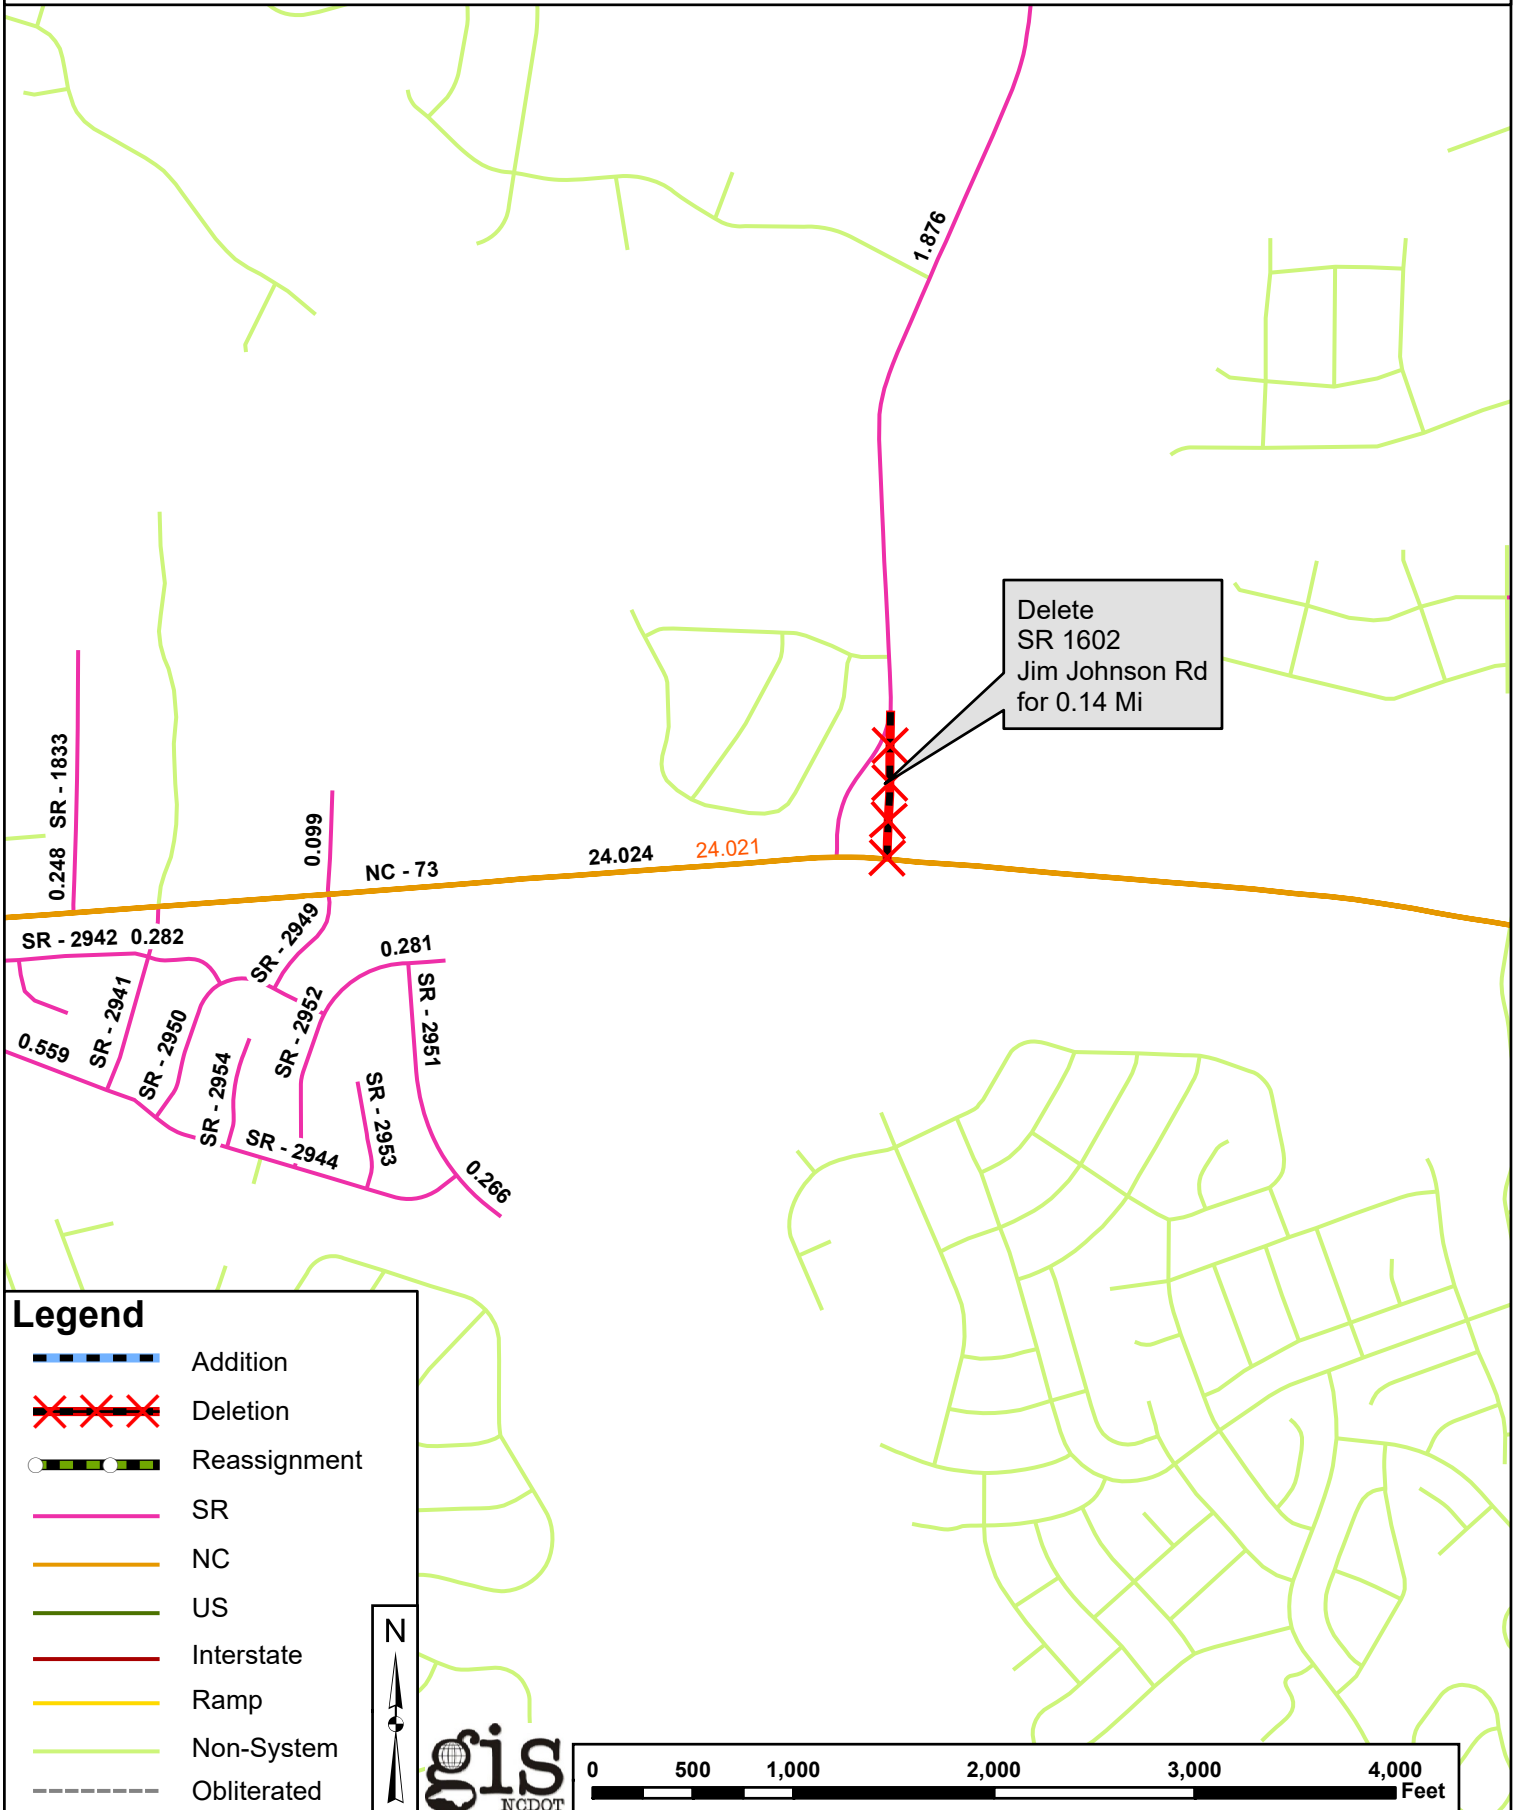 1.876
Delete
SR 1602
Jim Johnson Rd
for 0.14 Mi
SR - 1833
0.248
0.099
NC - 73
24.024
24.021
SR - 2942
0.282
SR - 2949
0.281
SR - 2941
SR - 2950
SR - 2952
SR - 2951
0.559
SR - 2954
SR - 2944
SR - 2953
0.266
Legend
Addition
Deletion
Reassignment
SR
NC
US
Interstate
Ramp
Non-System
Obliterated
N
gis
NCDOT
0 500 1,000 2,000 3,000 4,000
Feet